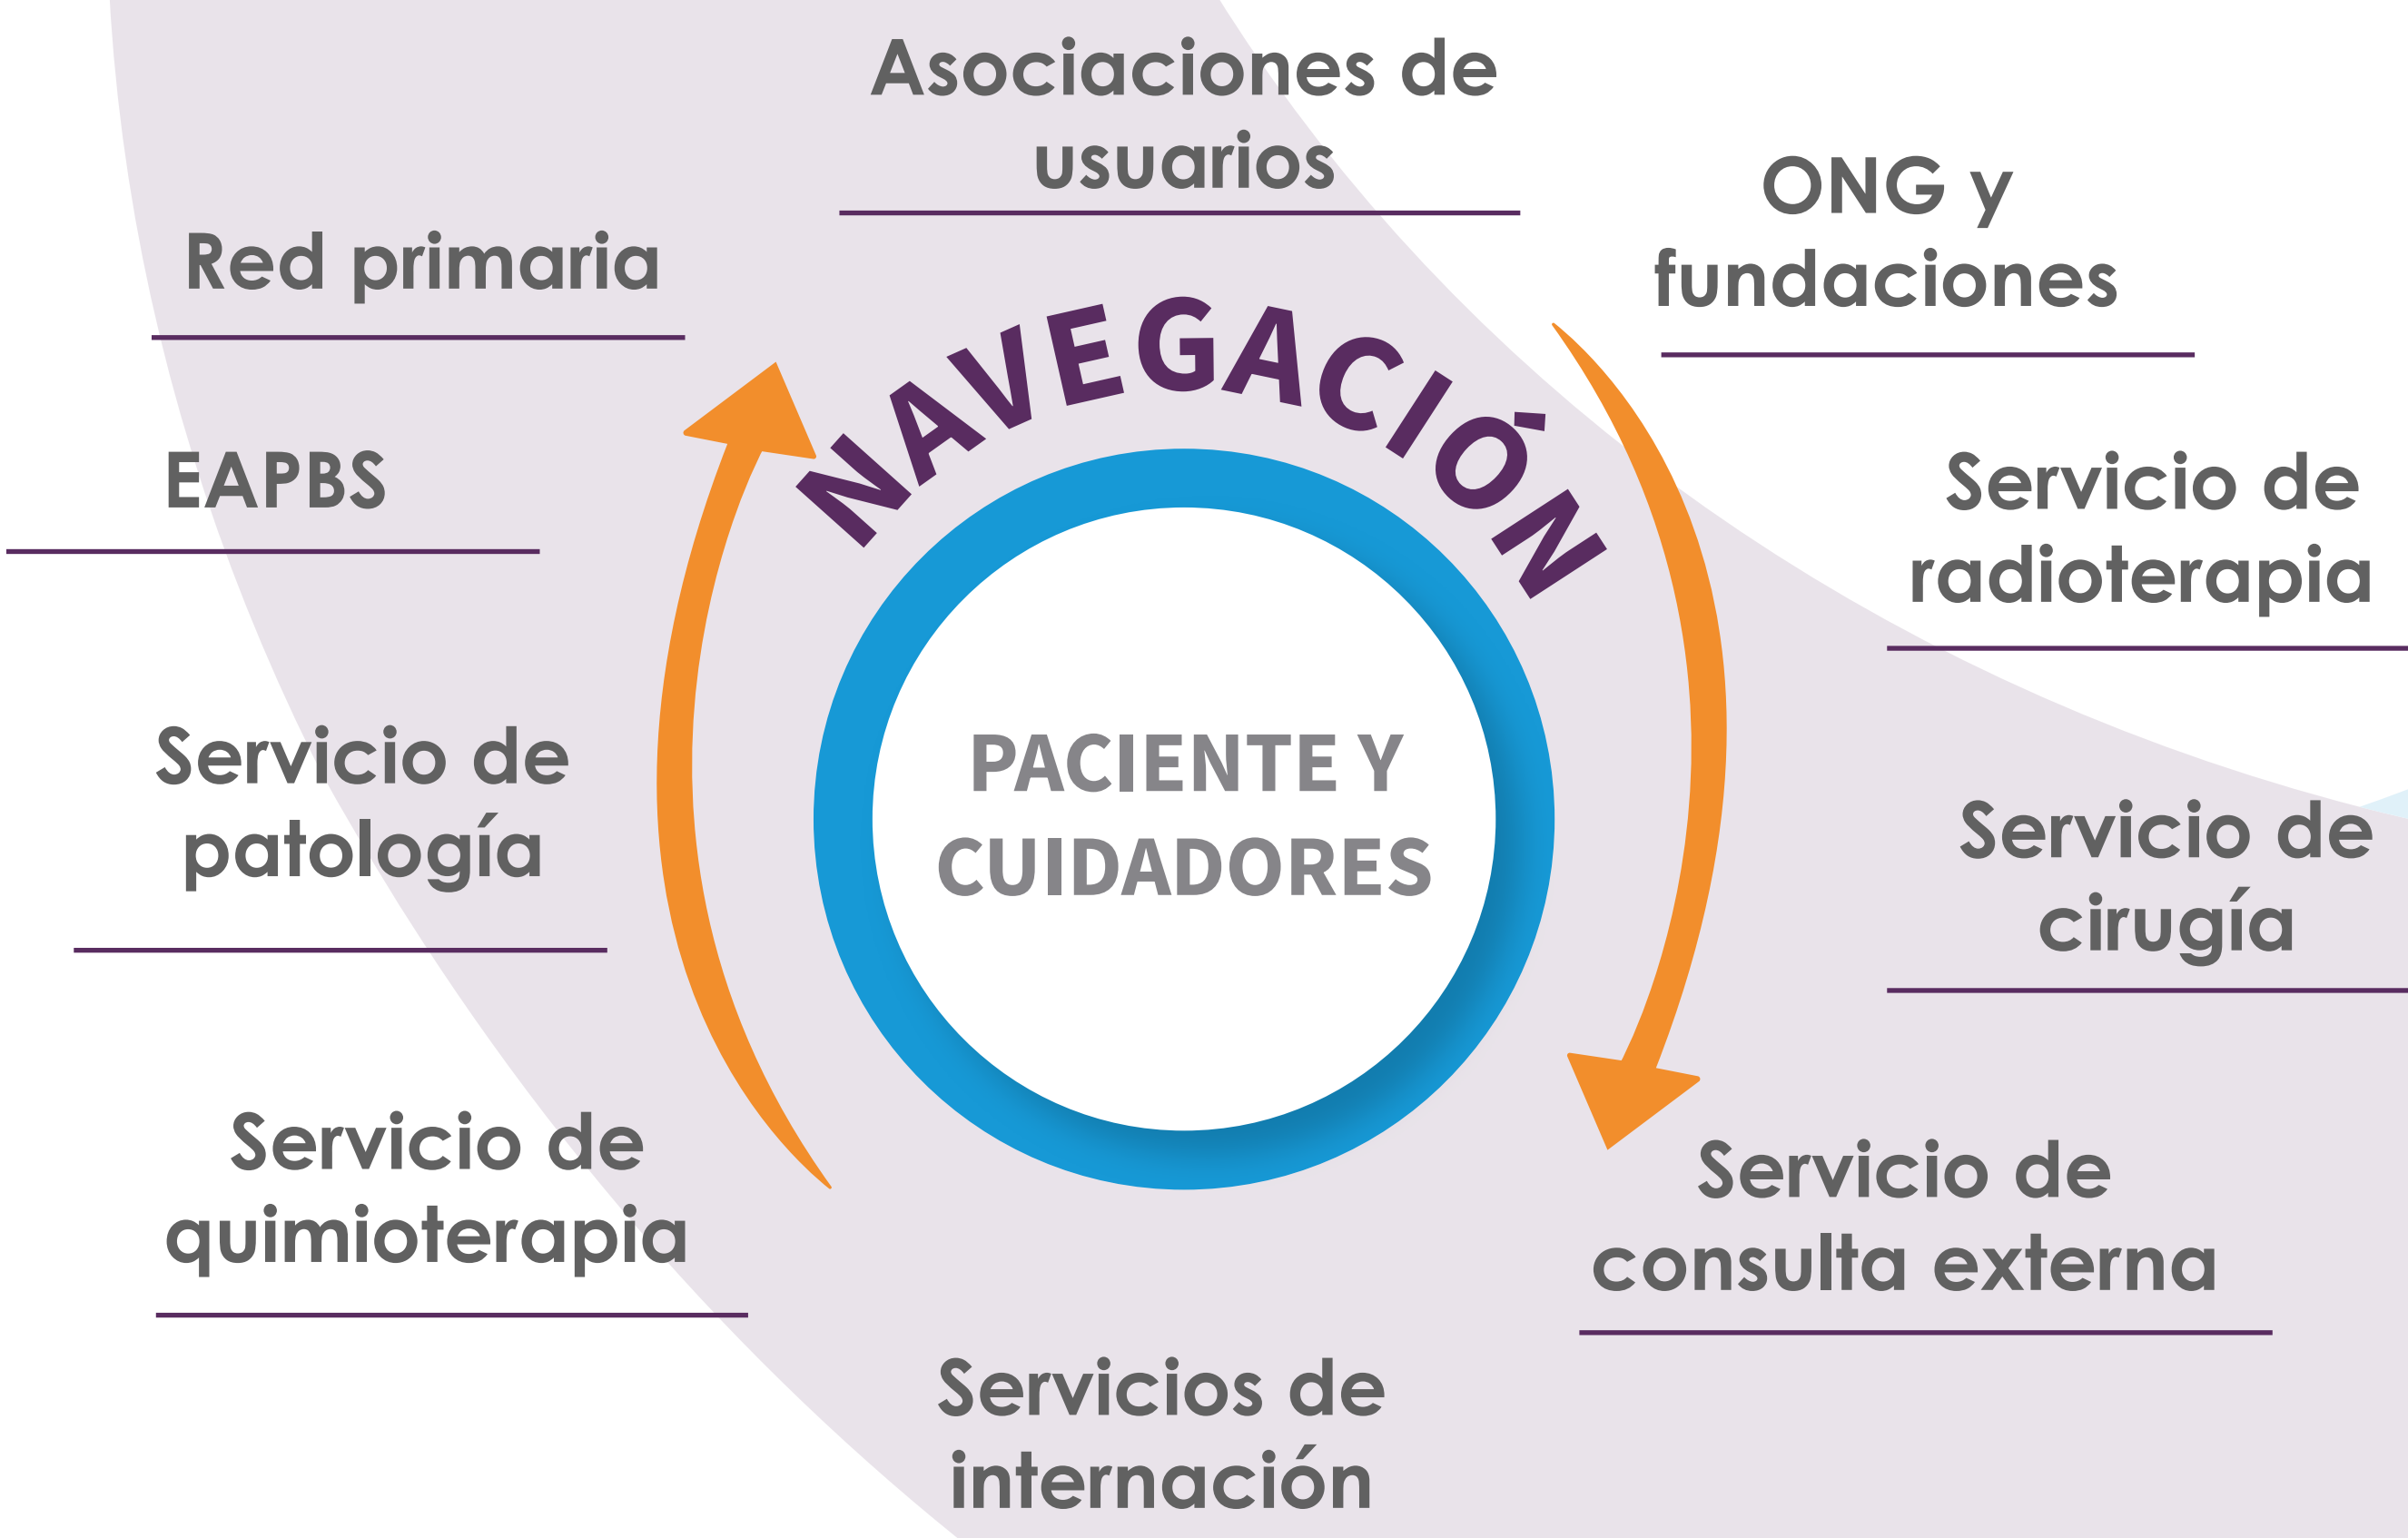 Asociaciones de
usuarios
ONG y
fundaciones
Red primaria
NAVEGACIÓN
EAPBS
Servicio de
radioterapia
Servicio de
patología
PACIENTE Y
CUIDADORES
Servicio de
cirugía
Servicio de
quimioterapia
Servicio de
consulta externa
Servicios de
internación